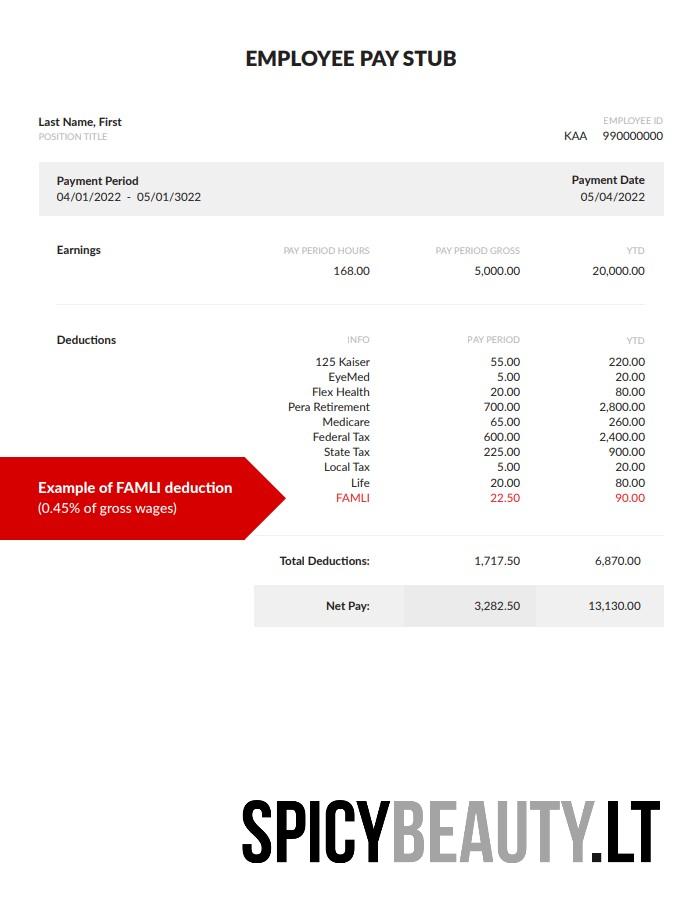 EMPLOYEE PAY STUB
Last Name, First
POSITION TITLE
EMPLOYEE ID
KAA 990000000
Payment Period
04/01/2022 - 05/01/3022
Payment Date
05/04/2022
Earnings PAY PERIOD HOURS PAY PERIOD GROSS YTD
168.00 5,000.00 20,000.00
Deductions INFO PAY PERIOD YTD
125 Kaiser 55.00 220.00
EyeMed 5.00 20.00
Flex Health 20.00 80.00
Pera Retirement 700.00 2,800.00
Medicare 65.00 260.00
Federal Tax 600.00 2,400.00
State Tax 225.00 900.00
Local Tax 5.00 20.00
Life 20.00 80.00
FAMLI 22.50 90.00
Example of FAMLI deduction
(0.45% of gross wages)
Total Deductions: 1,717.50 6,870.00
Net Pay: 3,282.50 13,130.00
SPICYBEAUTY.LT